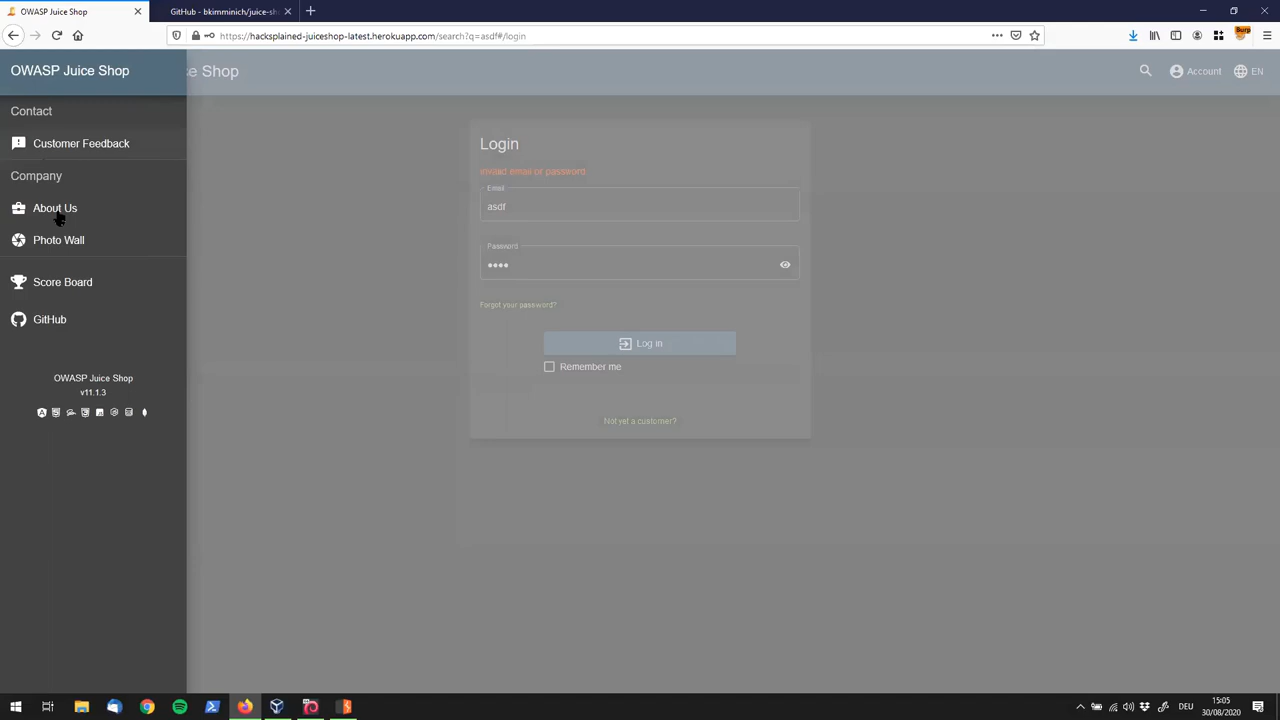 OWASP Juice Shop
GitHub - bkimminich/juice-sh
https://hacksplained-juiceshop-latest.herokuapp.com/search?q=asdf#/login
Burp
OWASP Juice Shop
ce Shop
Account
EN
Contact
Customer Feedback
Company
About Us
Photo Wall
Score Board
GitHub
OWASP Juice Shop
v11.1.3
Login
Invalid email or password.
Email
asdf
Password
••••
Forgot your password?
Log in
Remember me
Not yet a customer?
DEU
15:05
30/08/2020